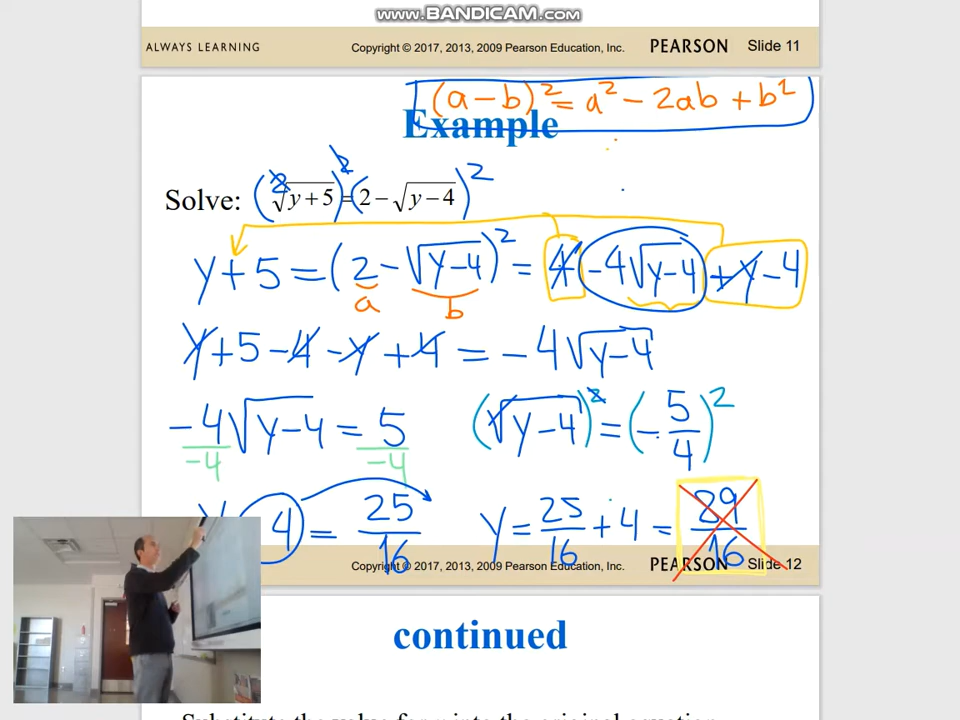 www.BANDICAM.com
ALWAYS LEARNING Copyright © 2017, 2013, 2009 Pearson Education, Inc. PEARSON Slide 11
(a − b)² = a² − 2ab + b²
Example
Solve: (²√(y + 5))² = (2 − √(y − 4))²
y + 5 = (2 − √(y−4))² = 4 − 4√(y−4) + y − 4
a b
y + 5 − 4 − y + 4 = −4√(y−4)
−4√(y−4) = 5 (√(y−4))² = (−5/4)²
−4 −4
4 = 25/16 y = 25/16 + 4 = 89/16
Copyright © 2017, 2013, 2009 Pearson Education, Inc. PEARSON Slide 12
continued